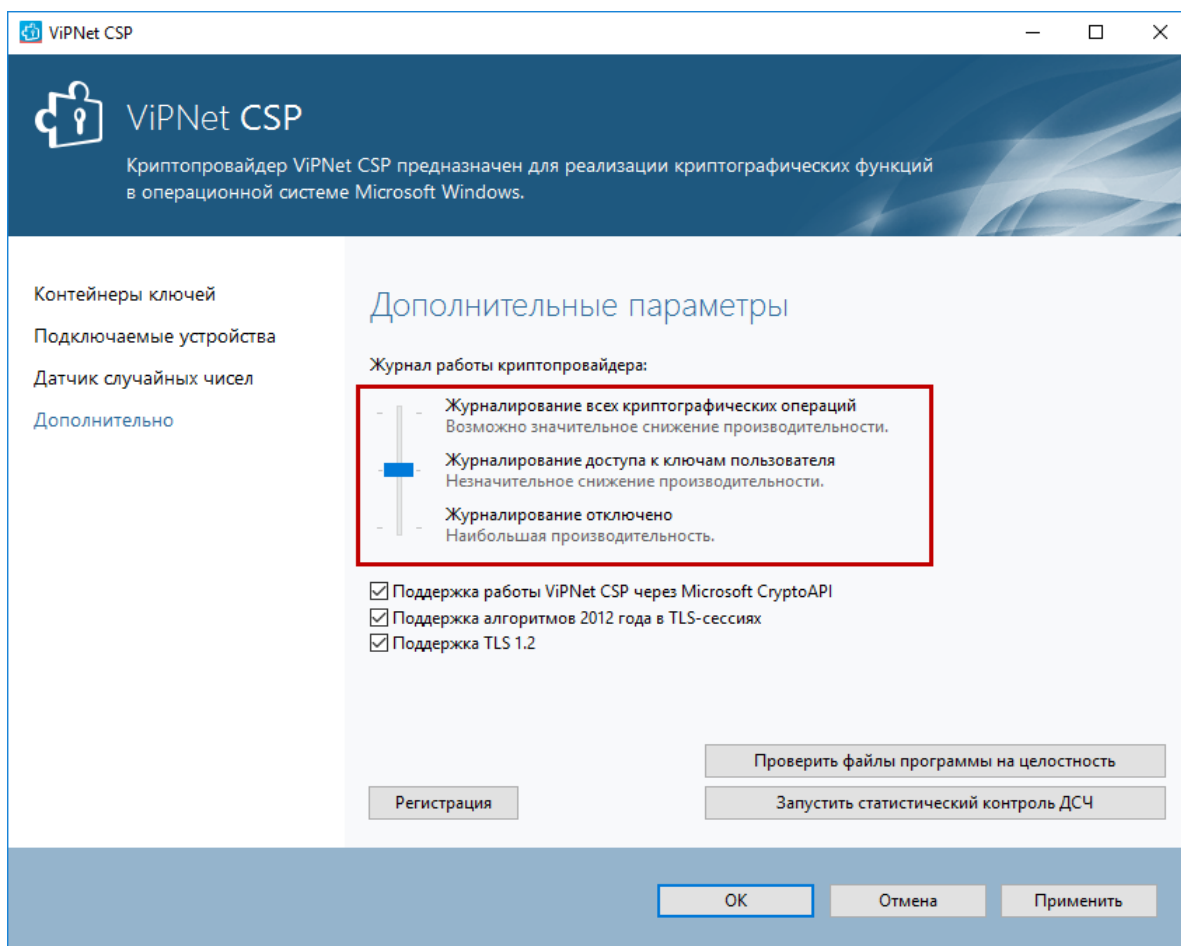 ViPNet CSP
ViPNet CSP
Криптопровайдер ViPNet CSP предназначен для реализации криптографических функций
в операционной системе Microsoft Windows.
Контейнеры ключей
Подключаемые устройства
Датчик случайных чисел
Дополнительно
Дополнительные параметры
Журнал работы криптопровайдера:
Журналирование всех криптографических операций
Возможно значительное снижение производительности.
Журналирование доступа к ключам пользователя
Незначительное снижение производительности.
Журналирование отключено
Наибольшая производительность.
Поддержка работы ViPNet CSP через Microsoft CryptoAPI
Поддержка алгоритмов 2012 года в TLS-сессиях
Поддержка TLS 1.2
Проверить файлы программы на целостность
Регистрация
Запустить статистический контроль ДСЧ
ОК
Отмена
Применить